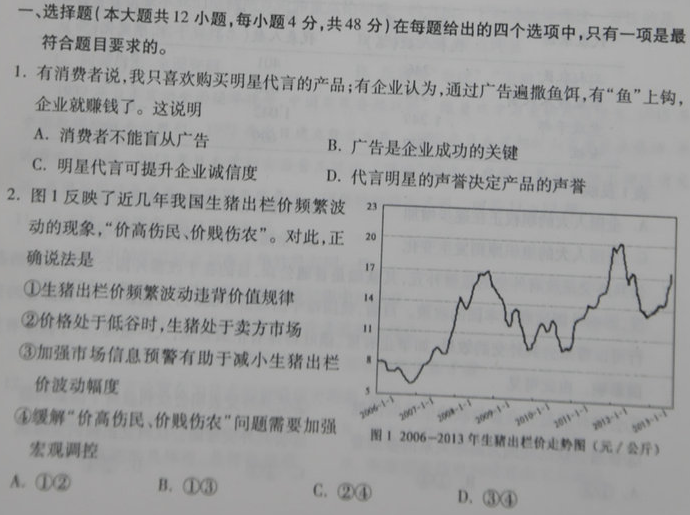 一、选择题(本大题共12小题,每小题4分,共48分)在每题给出的四个选项中,只有一项是最
符合题目要求的。
1. 有消费者说,我只喜欢购买明星代言的产品;有企业认为,通过广告遍撒鱼饵,有“鱼”上钩,
企业就赚钱了。这说明
A. 消费者不能盲从广告 B. 广告是企业成功的关键
C. 明星代言可提升企业诚信度 D. 代言明星的声誉决定产品的声誉
2. 图1反映了近几年我国生猪出栏价频繁波
动的现象,“价高伤民、价贱伤农”。对此,正
确说法是
①生猪出栏价频繁波动违背价值规律
②价格处于低谷时,生猪处于卖方市场
③加强市场信息预警有助于减小生猪出栏
价波动幅度
④缓解“价高伤民、价贱伤农”问题需要加强
宏观调控
23
20
17
14
11
8
5
2006-1-1 2007-1-1 2008-1-1 2009-1-1 2010-1-1 2011-1-1 2012-1-1 2013-1-1
图1 2006-2013年生猪出栏价走势图(元/公斤)
A. ①② B. ①③ C. ②④ D. ③④